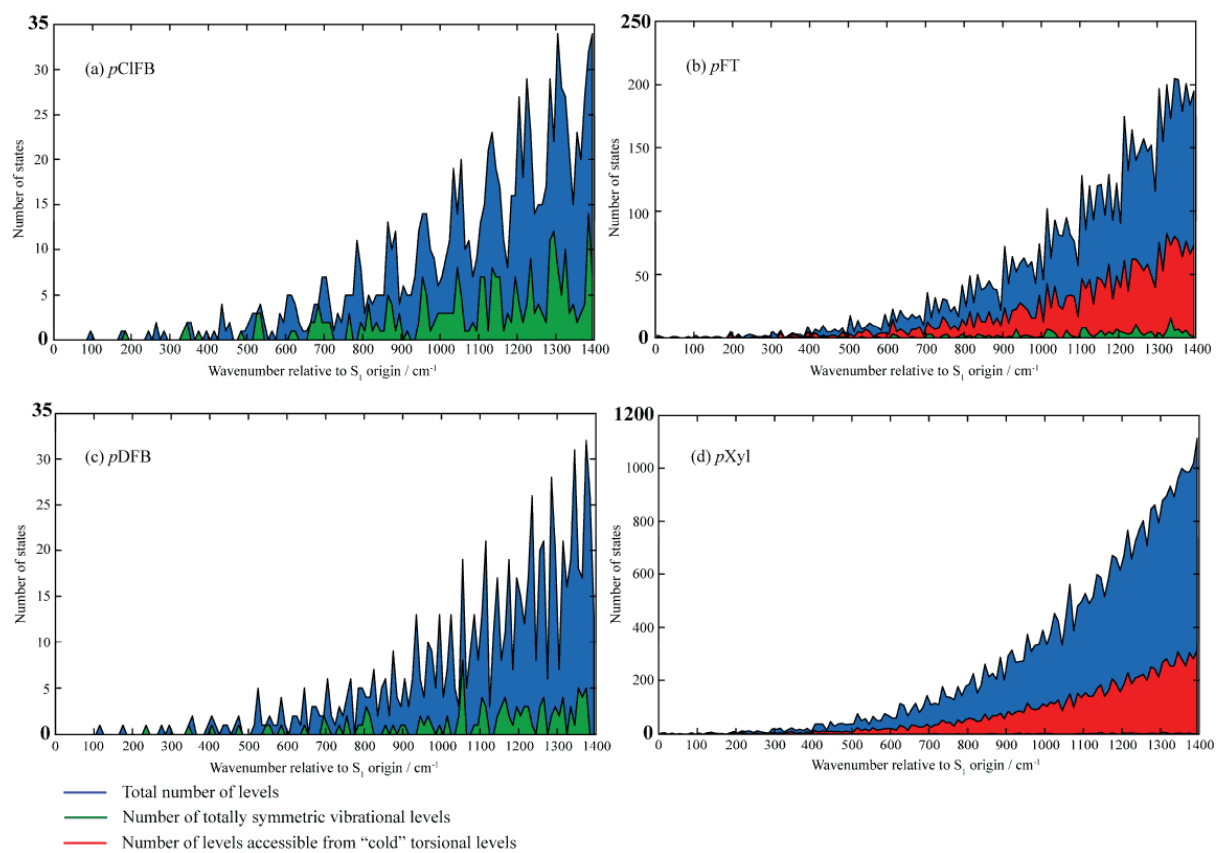 35
30
25
20
15
10
5
0
Number of states
(a) pClFB
0 100 200 300 400 500 600 700 800 900 1000 1100 1200 1300 1400
Wavenumber relative to S1 origin / cm-1
250
200
150
100
50
0
Number of states
(b) pFT
0 100 200 300 400 500 600 700 800 900 1000 1100 1200 1300 1400
Wavenumber relative to S1 origin / cm-1
35
30
25
20
15
10
5
0
Number of states
(c) pDFB
0 100 200 300 400 500 600 700 800 900 1000 1100 1200 1300 1400
Wavenumber relative to S1 origin / cm-1
1200
1000
800
600
400
200
0
Number of states
(d) pXyl
0 100 200 300 400 500 600 700 800 900 1000 1100 1200 1300 1400
Wavenumber relative to S1 origin / cm-1
Total number of levels
Number of totally symmetric vibrational levels
Number of levels accessible from “cold” torsional levels